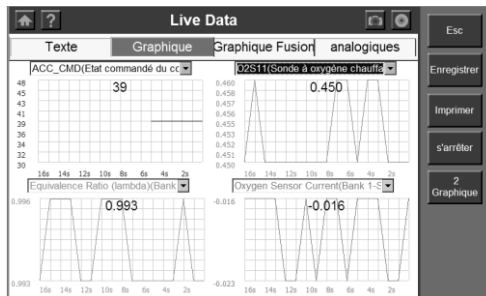 ?
Live Data
Esc
Texte
Graphique
Graphique Fusion
analogiques
Enregistrer
Imprimer
s'arrêter
2
Graphique
ACC_CMD(Etat commandé du cc
39
48
45
43
41
39
36
34
32
30
16s 14s 12s 10s 8s 6s 4s 2s
O2S11(Sonde à oxygène chauffa
0.450
0.460
0.458
0.457
0.456
0.455
0.453
0.452
0.451
0.450
16s 14s 12s 10s 8s 6s 4s 2s
Equivalence Ratio (lambda)(Bank
0.993
0.996
0.993
16s 14s 12s 10s 8s 6s 4s 2s
Oxygen Sensor Current(Bank 1-S
-0.016
-0.016
-0.023
16s 14s 12s 10s 8s 6s 4s 2s